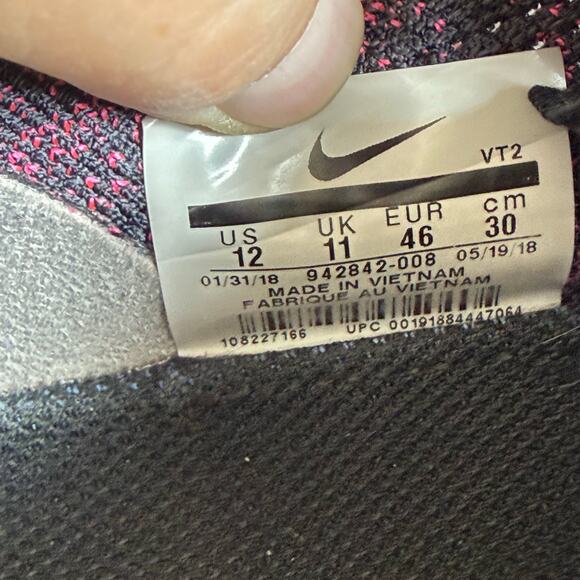 VT2
US UK EUR cm
12 11 46 30
01/31/18 942842-008 05/19/18
MADE IN VIETNAM
FABRIQUE AU VIETNAM
108227166 UPC 00191884447064